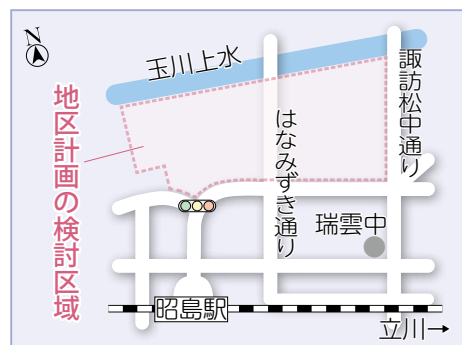 N
玉川上水
諏訪松中通り
はなみずき通り
地区計画の検討区域
瑞雲中
昭島駅
立川→